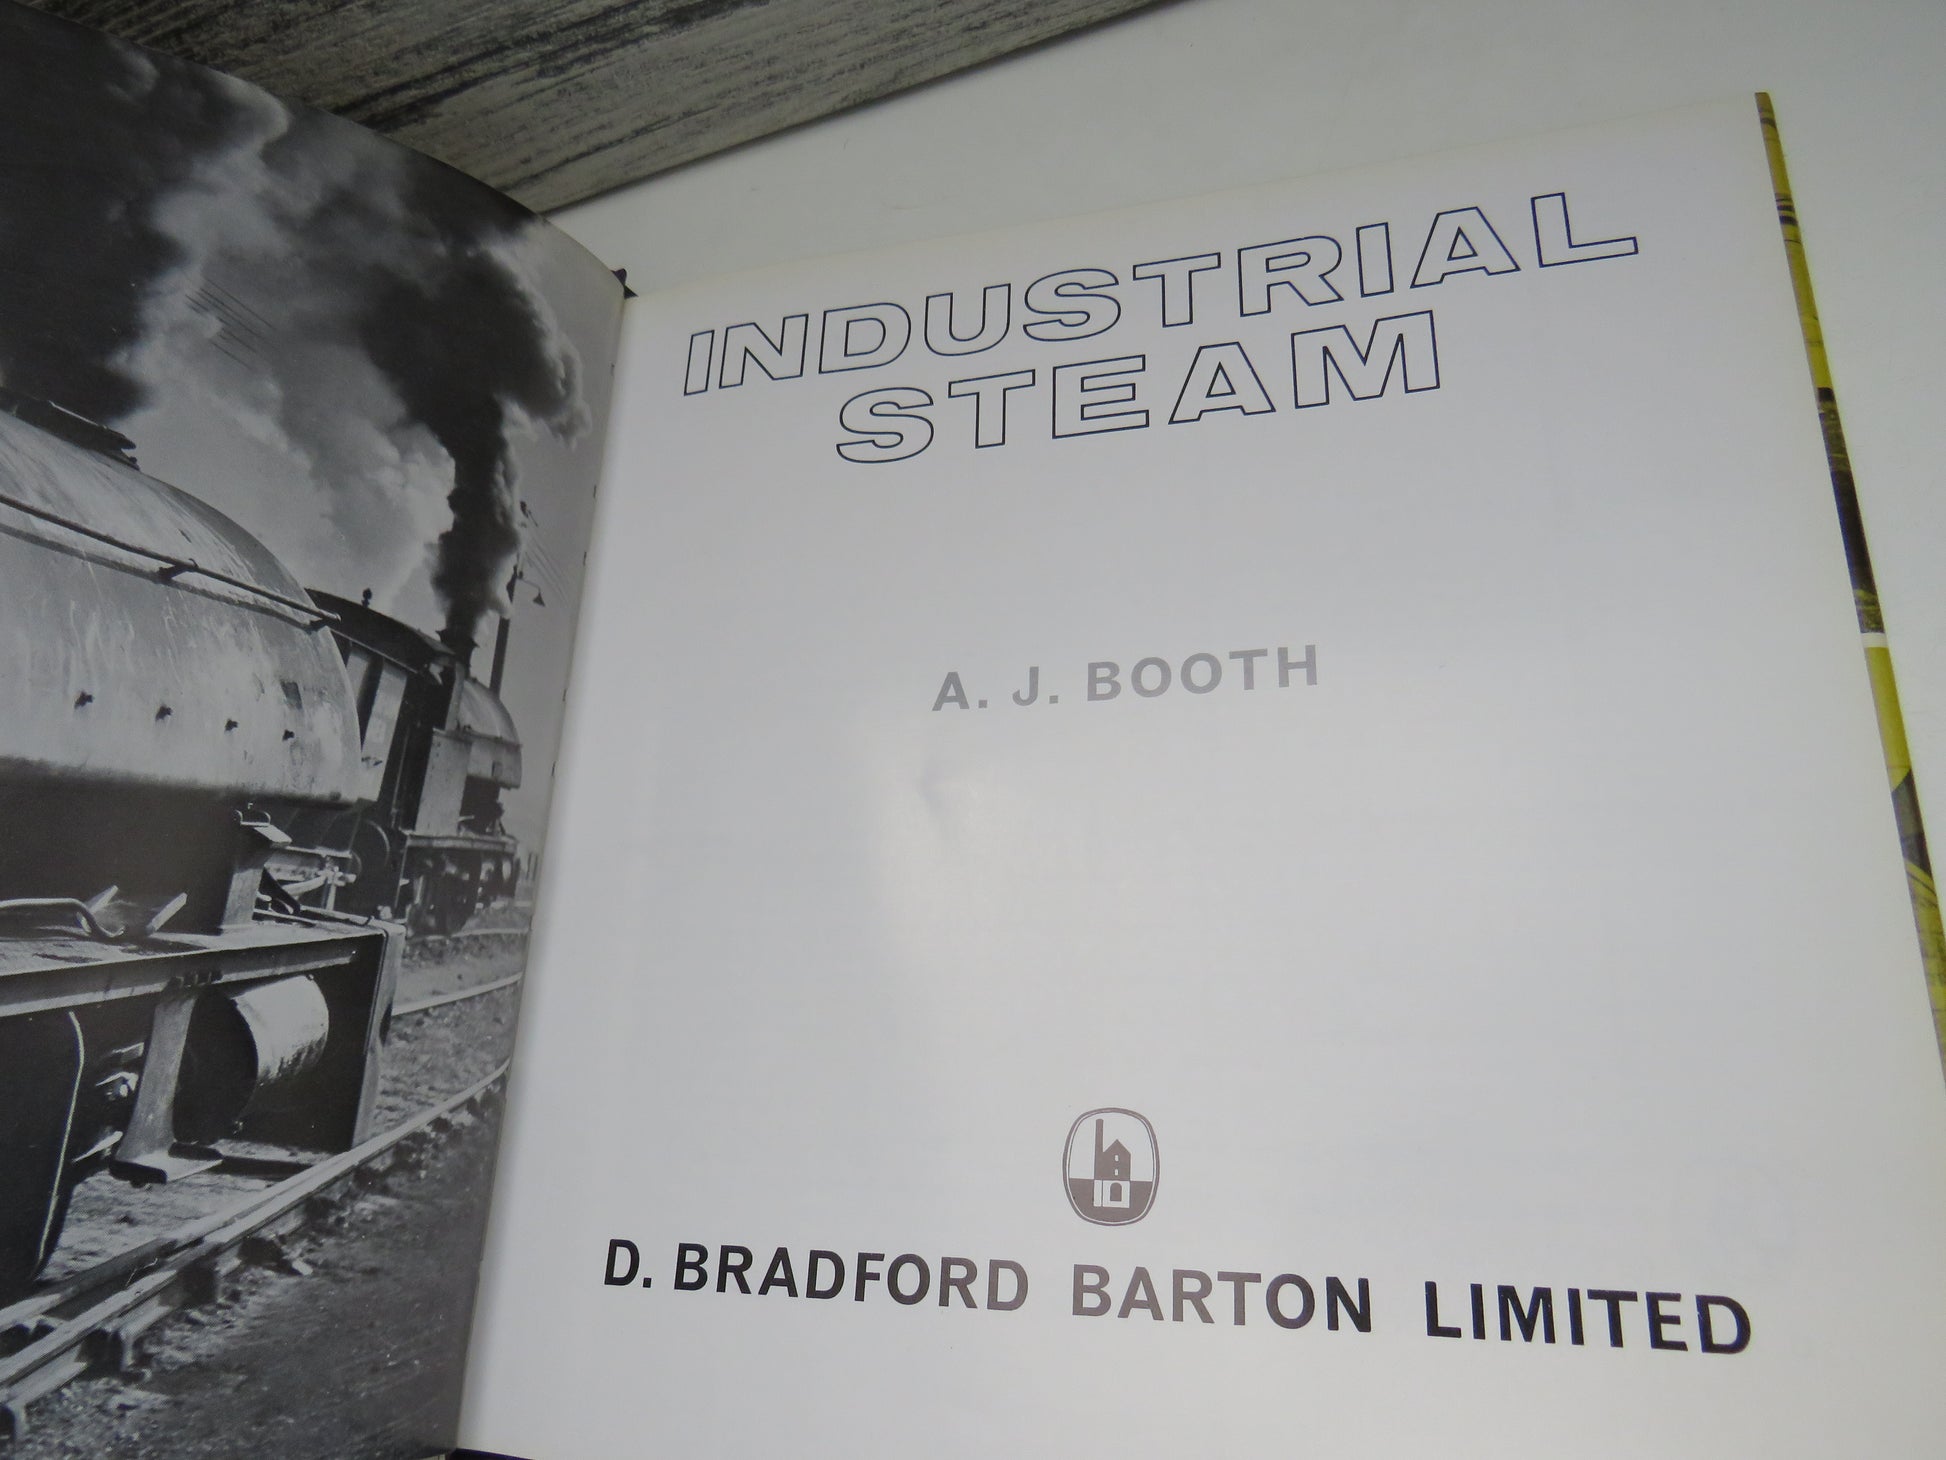 INDUSTRIAL
STEAM
A. J. BOOTH
D. BRADFORD BARTON LIMITED